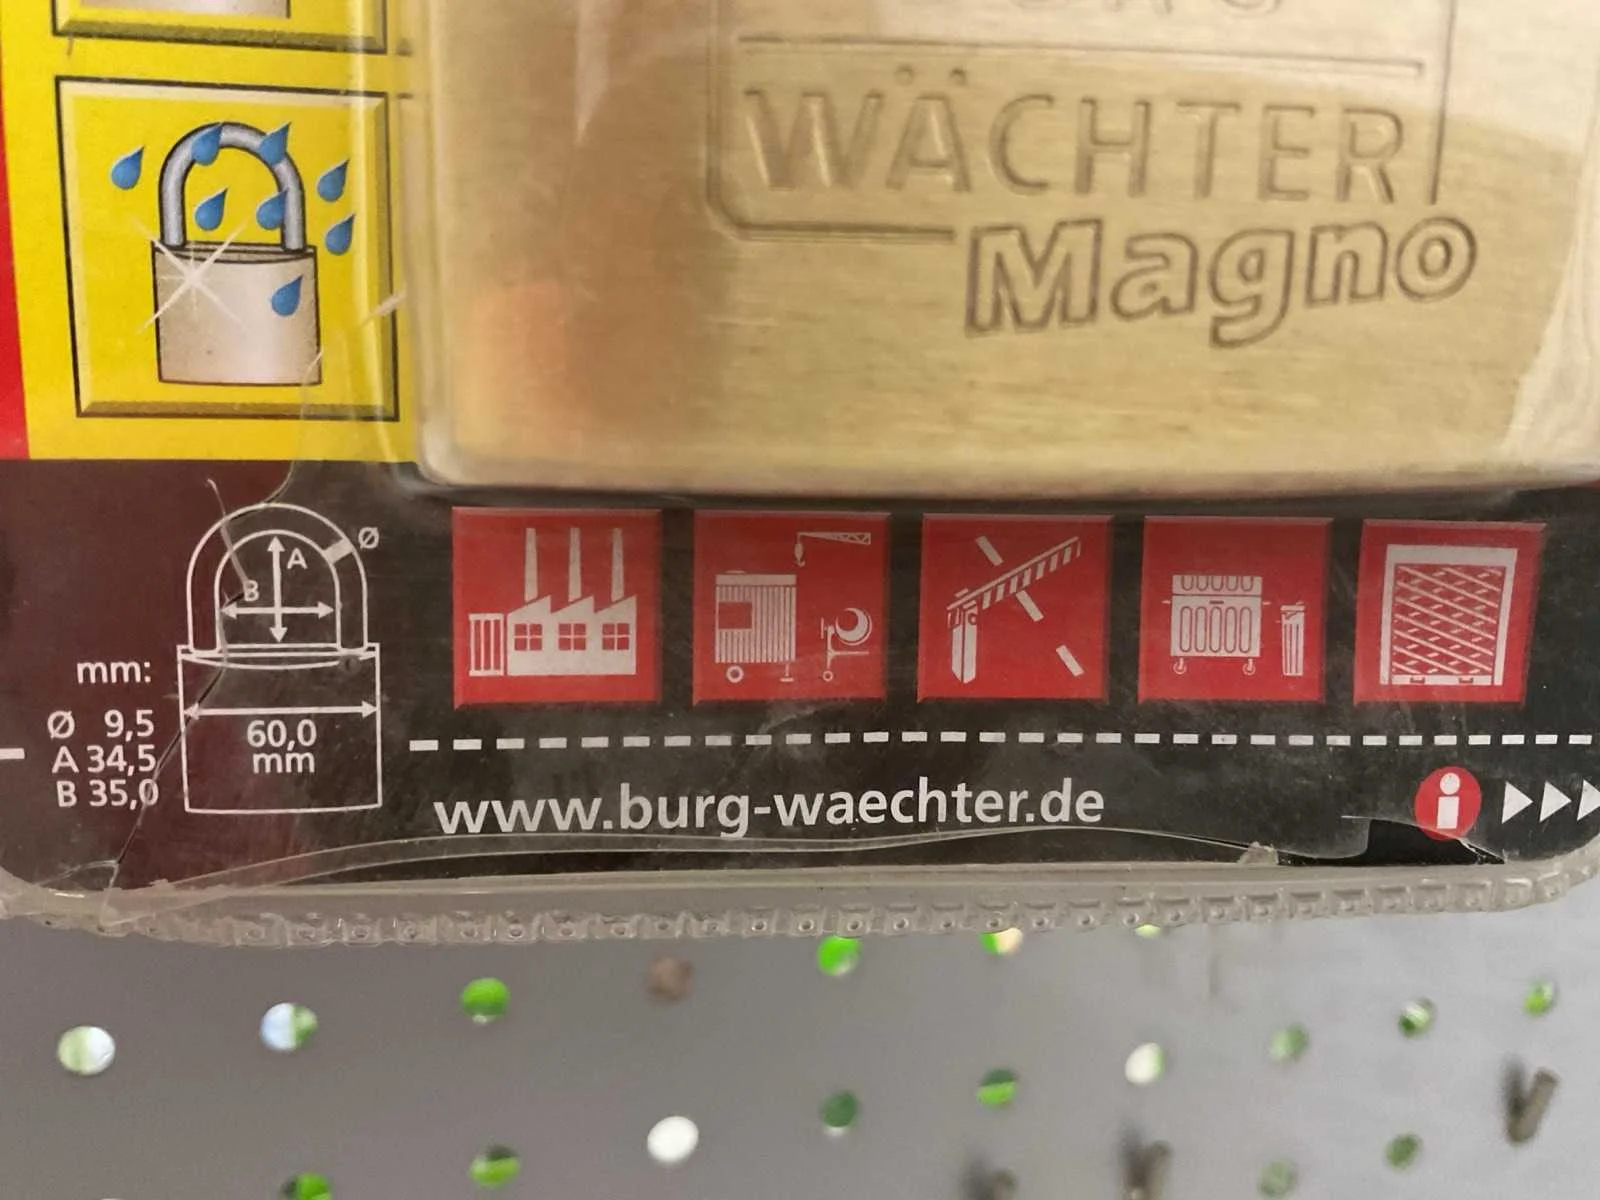 WÄCHTER
Magno
Ø
A
B
mm:
Ø 9,5
A 34,5
B 35,0
60,0
mm
www.burg-waechter.de
i